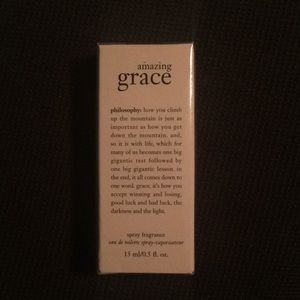 amazing
grace
philosophy: how you climb
up the mountain is just as
important as how you get
down the mountain. and,
so it is with life, which for
many of us becomes one big
gigantic test followed by
one big gigantic lesson. in
the end, it all comes down to
one word. grace. it's how you
accept winning and losing,
good luck and bad luck, the
darkness and the light.
spray fragrance
eau de toilette spray-vaporisateur
15 ml/0.5 fl. oz.